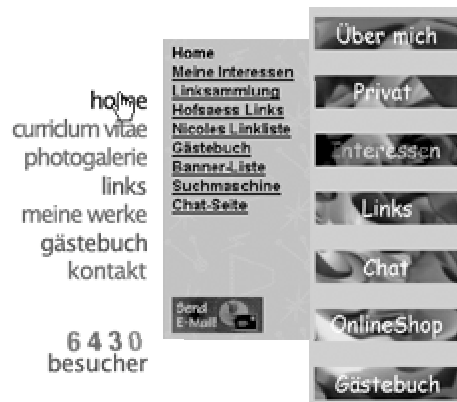 home
curriclum vitae
photogalerie
links
meine werke
gästebuch
kontakt
6430
besucher
Home
Meine Interessen
Linksammlung
Hofsaess Links
Nicoles Linkliste
Gästebuch
Banner-Liste
Suchmaschine
Chat-Seite
Send
E-Mail!
Über mich
Privat
Interessen
Links
Chat
OnlineShop
Gästebuch